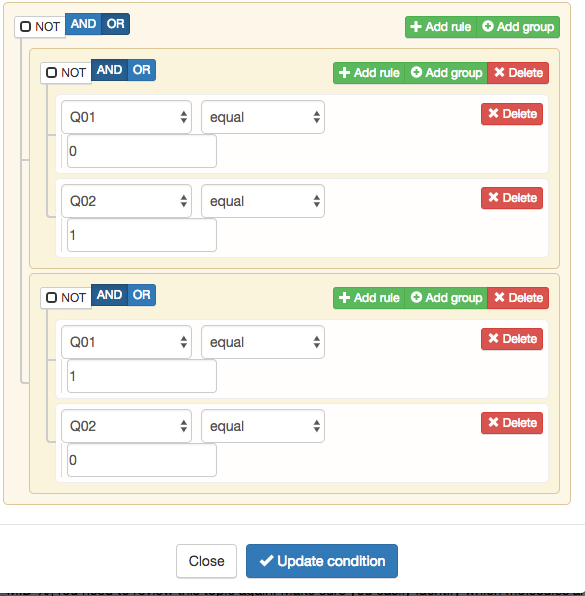 NOT AND OR Add rule Add group
NOT AND OR Add rule Add group Delete
Q01 equal Delete
0
Q02 equal Delete
1
NOT AND OR Add rule Add group Delete
Q01 equal Delete
1
Q02 equal Delete
0
Close Update condition